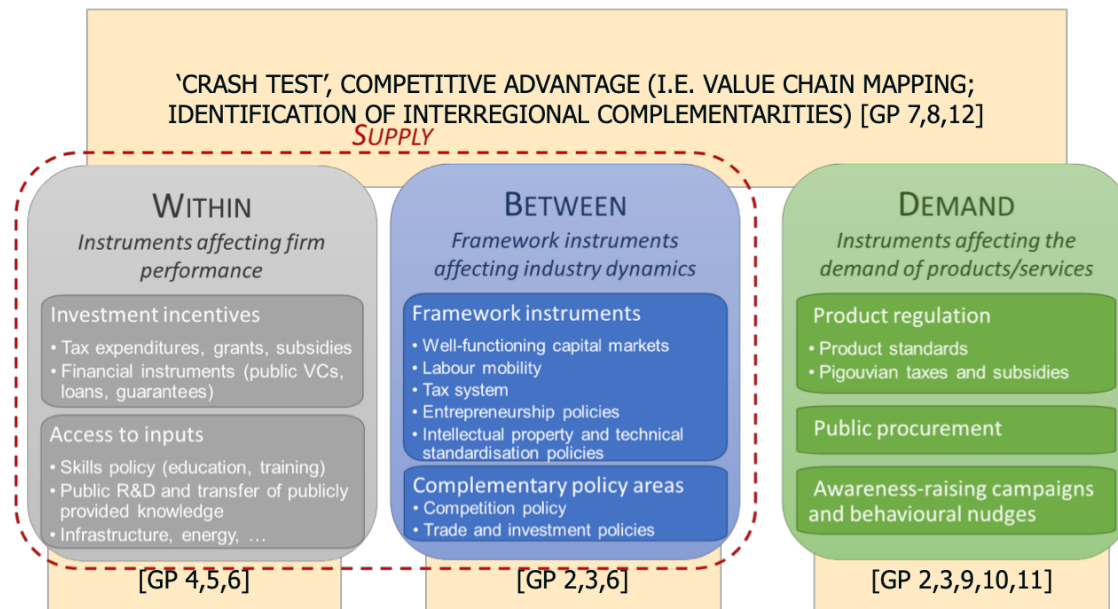 ‘CRASH TEST’, COMPETITIVE ADVANTAGE (I.E. VALUE CHAIN MAPPING;
IDENTIFICATION OF INTERREGIONAL COMPLEMENTARITIES) [GP 7,8,12]
SUPPLY
WITHIN
Instruments affecting firm
performance
Investment incentives
• Tax expenditures, grants, subsidies
• Financial instruments (public VCs,
loans, guarantees)
Access to inputs
• Skills policy (education, training)
• Public R&D and transfer of publicly
provided knowledge
• Infrastructure, energy, …
[GP 4,5,6]
BETWEEN
Framework instruments
affecting industry dynamics
Framework instruments
• Well-functioning capital markets
• Labour mobility
• Tax system
• Entrepreneurship policies
• Intellectual property and technical
standardisation policies
Complementary policy areas
• Competition policy
• Trade and investment policies
[GP 2,3,6]
DEMAND
Instruments affecting the
demand of products/services
Product regulation
• Product standards
• Pigouvian taxes and subsidies
Public procurement
Awareness-raising campaigns
and behavioural nudges
[GP 2,3,9,10,11]